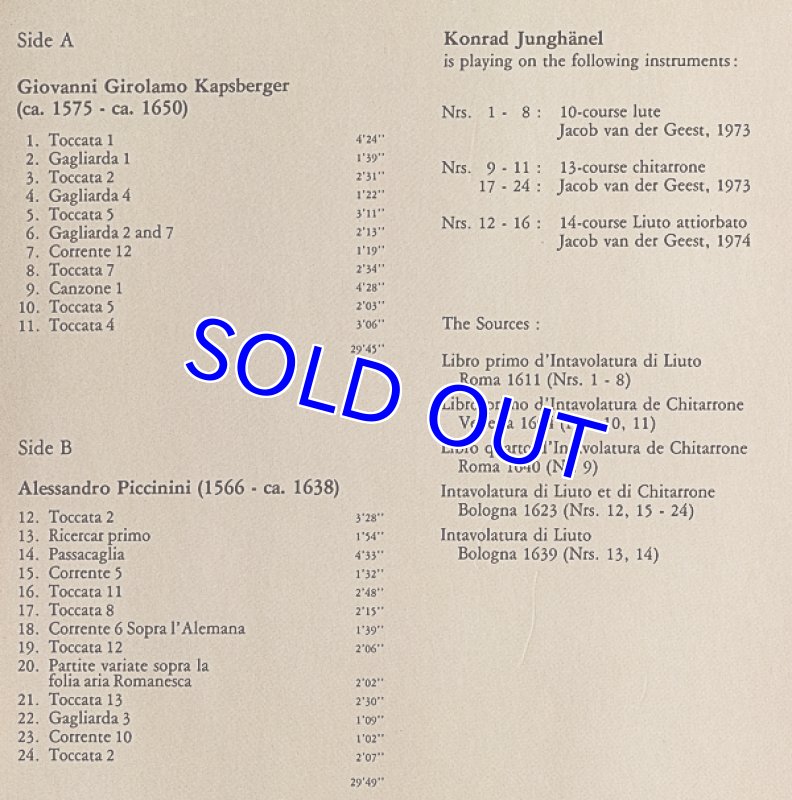 Side A
Giovanni Girolamo Kapsberger
(ca. 1575 - ca. 1650)
1. Toccata 1 4'24''
2. Gagliarda 1 1'39''
3. Toccata 2 2'31''
4. Gagliarda 4 1'22''
5. Toccata 5 3'11''
6. Gagliarda 2 and 7 2'13''
7. Corrente 12 1'19''
8. Toccata 7 2'34''
9. Canzone 1 4'28''
10. Toccata 5 2'03''
11. Toccata 4 3'06''
29'45''
Side B
Alessandro Piccinini (1566 - ca. 1638)
12. Toccata 2 3'28''
13. Ricercar primo 1'54''
14. Passacaglia 4'33''
15. Corrente 5 1'32''
16. Toccata 11 2'48''
17. Toccata 8 2'15''
18. Corrente 6 Sopra l'Alemana 1'39''
19. Toccata 12 2'06''
20. Partite variate sopra la
folia aria Romanesca 2'02''
21. Toccata 13 2'30''
22. Gagliarda 3 1'09''
23. Corrente 10 1'02''
24. Toccata 2 2'07''
29'49''
Konrad Junghänel
is playing on the following instruments:
Nrs. 1 - 8 : 10-course lute
Jacob van der Geest, 1973
Nrs. 9 - 11 : 13-course chitarrone
17 - 24 : Jacob van der Geest, 1973
Nrs. 12 - 16 : 14-course Liuto attiorbato
Jacob van der Geest, 1974
The Sources :
Libro primo d'Intavolatura di Liuto
Roma 1611 (Nrs. 1 - 8)
Libro primo d'Intavolatura de Chitarrone
10, 11)
Libro quarto d'Intavolatura de Chitarrone
Roma 1640 9)
Intavolatura di Liuto et di Chitarrone
Bologna 1623 (Nrs. 12, 15 - 24)
Intavolatura di Liuto
Bologna 1639 (Nrs. 13, 14)
SOLD OUT